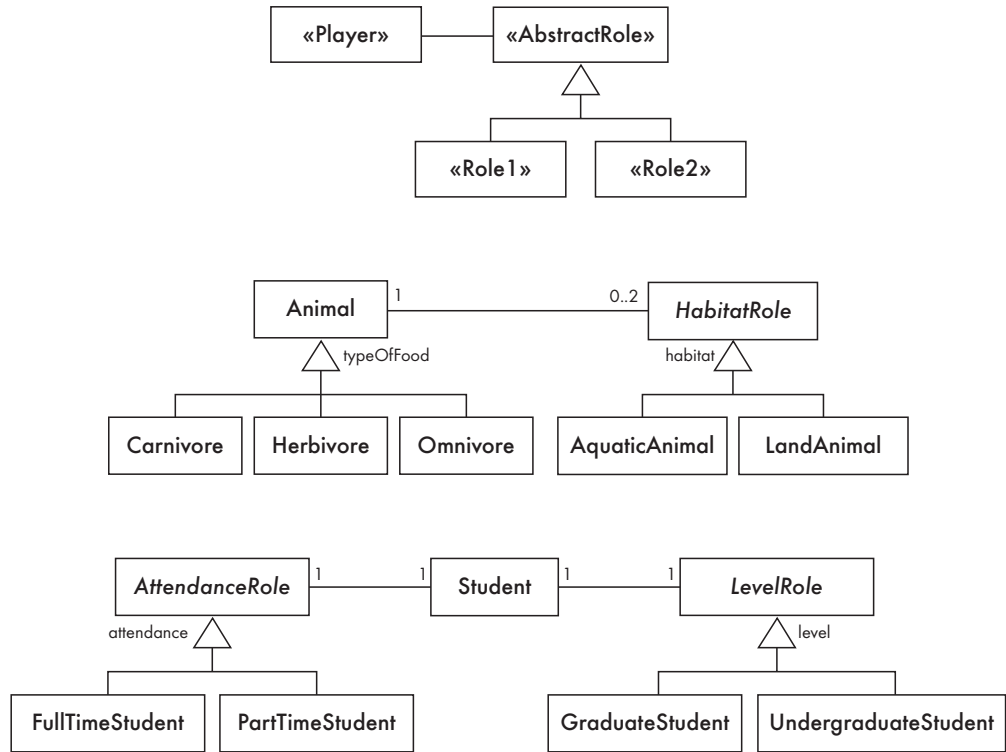 «Player»
«AbstractRole»
«Role1»
«Role2»
Animal
1
0..2
HabitatRole
typeOfFood
habitat
Carnivore
Herbivore
Omnivore
AquaticAnimal
LandAnimal
AttendanceRole
1
1
Student
1
1
LevelRole
attendance
level
FullTimeStudent
PartTimeStudent
GraduateStudent
UndergraduateStudent